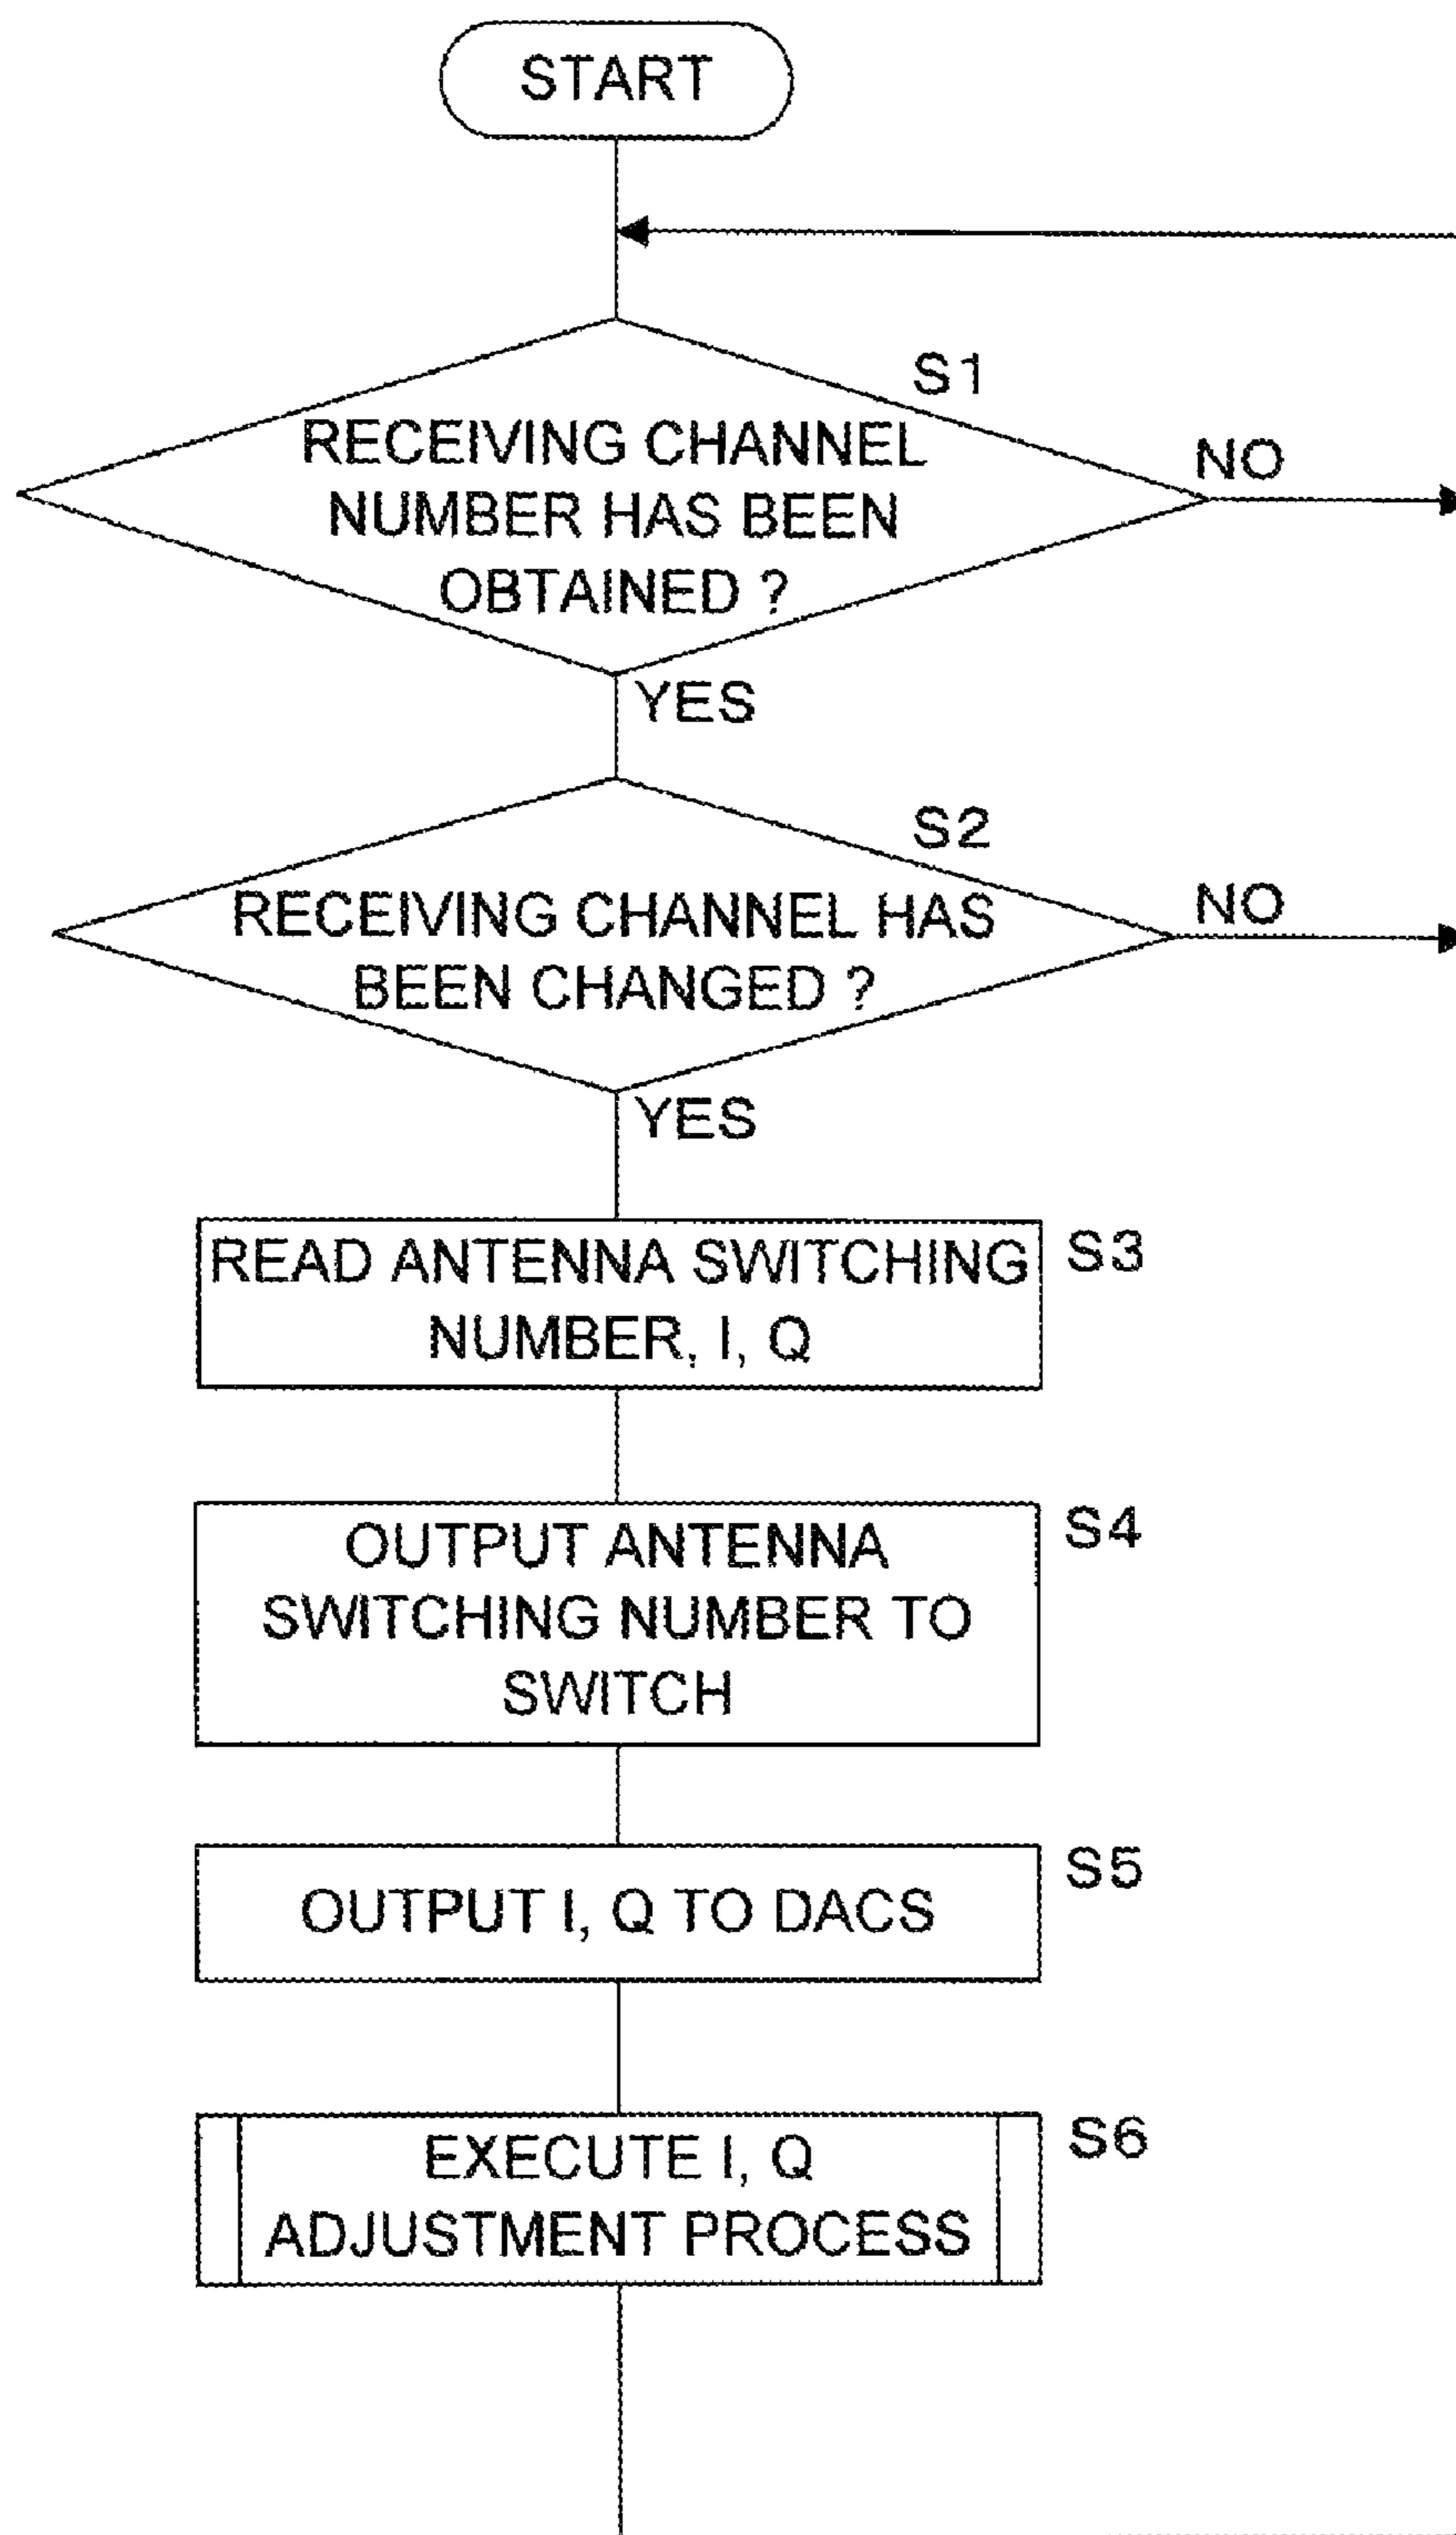 START
S1
RECEIVING CHANNEL
NUMBER HAS BEEN
OBTAINED ?
NO
YES
S2
RECEIVING CHANNEL HAS
BEEN CHANGED ?
NO
YES
READ ANTENNA SWITCHING
NUMBER, I, Q
S3
OUTPUT ANTENNA
SWITCHING NUMBER TO
SWITCH
S4
OUTPUT I, Q TO DACS
S5
EXECUTE I, Q
ADJUSTMENT PROCESS
S6